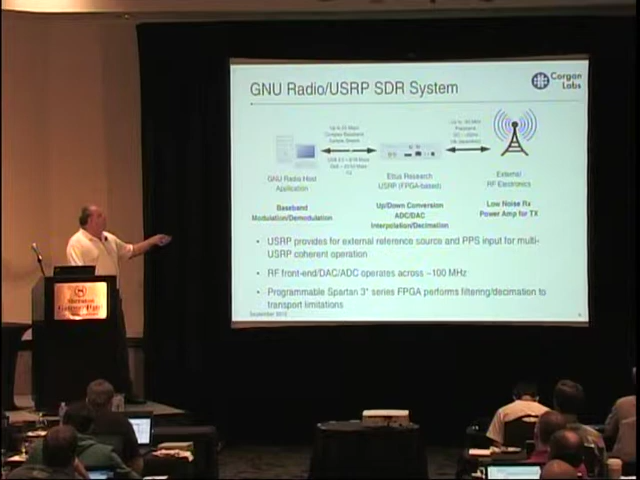 GNU Radio/USRP SDR System
Corgan
Labs
Complex Baseband
GNU Radio Host
Application
Ettus Research
USRP (FPGA-based)
External
RF Electronics
Baseband
Modulation/Demodulation
Up/Down Conversion
ADC/DAC
Interpolation/Decimation
Low Noise Rx
Power Amp for TX
• USRP provides for external reference source and PPS input for multi-
USRP coherent operation
• RF front-end/DAC/ADC operates across ~100 MHz
• Programmable Spartan 3* series FPGA performs filtering/decimation to
transport limitations
Sheraton